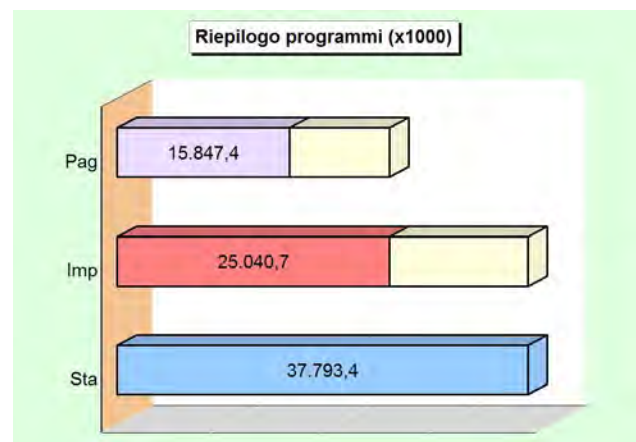 Riepilogo programmi (x1000)
Pag
15.847,4
Imp
25.040,7
Sta
37.793,4